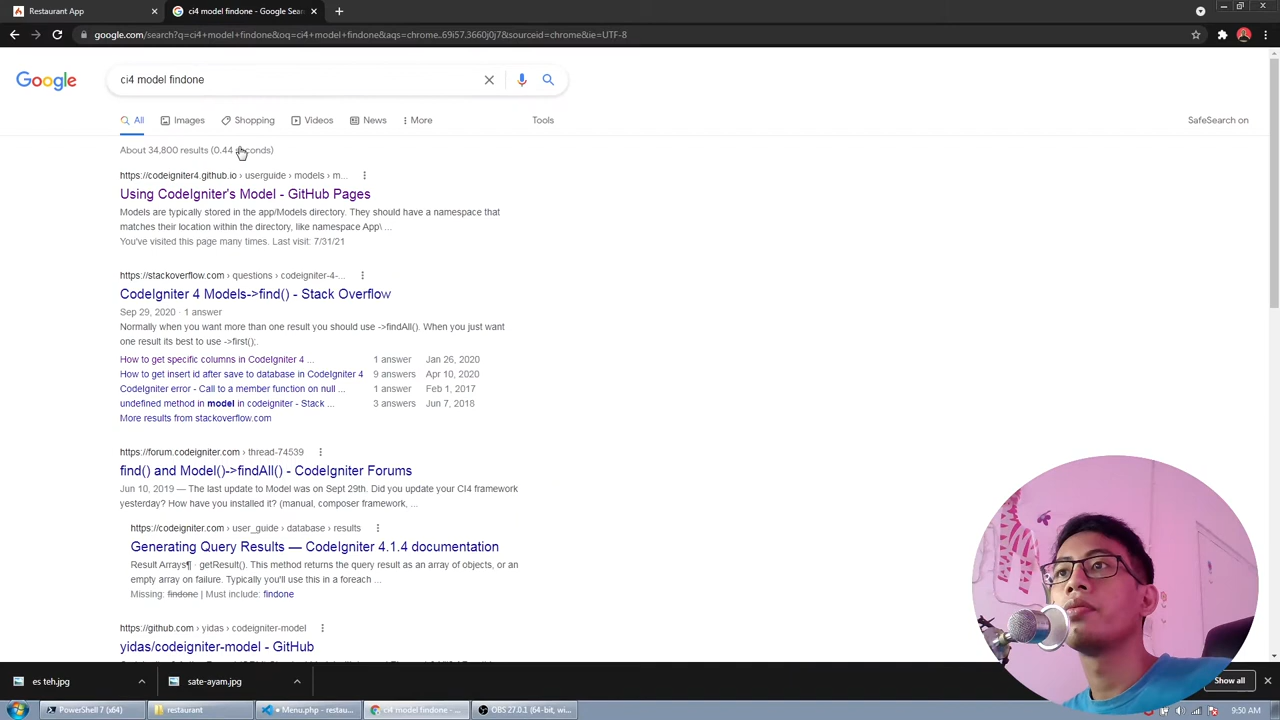 Restaurant App
ci4 model findone - Google Sear
google.com/search?q=ci4+model+findone&oq=ci4+model+findone&aqs=chrome..69i57.3660j0j7&sourceid=chrome&ie=UTF-8
Google
ci4 model findone
All
Images
Shopping
Videos
News
More
Tools
SafeSearch on
About 34,800 results (0.44 seconds)
https://codeigniter4.github.io › userguide › models › m...
Using CodeIgniter's Model - GitHub Pages
Models are typically stored in the app/Models directory. They should have a namespace that
matches their location within the directory, like namespace App\ ...
You've visited this page many times. Last visit: 7/31/21
https://stackoverflow.com › questions › codeigniter-4-...
CodeIgniter 4 Models->find() - Stack Overflow
Sep 29, 2020 · 1 answer
Normally when you want more than one result you should use ->findAll(). When you just want
one result its best to use ->first();.
How to get specific columns in CodeIgniter 4 ... 1 answer Jan 26, 2020
How to get insert id after save to database in CodeIgniter 4 9 answers Apr 10, 2020
CodeIgniter error - Call to a member function on null ... 1 answer Feb 1, 2017
undefined method in model in codeigniter - Stack ... 3 answers Jun 7, 2018
More results from stackoverflow.com
https://forum.codeigniter.com › thread-74539
find() and Model()->findAll() - CodeIgniter Forums
Jun 10, 2019 — The last update to Model was on Sept 29th. Did you update your CI4 framework
yesterday? How have you installed it? (manual, composer framework, ...
https://codeigniter.com › user_guide › database › results
Generating Query Results — CodeIgniter 4.1.4 documentation
Result Arrays¶ · getResult(). This method returns the query result as an array of objects, or an
empty array on failure. Typically you'll use this in a foreach ...
Missing: findone | Must include: findone
https://github.com › yidas › codeigniter-model
yidas/codeigniter-model - GitHub
es teh.jpg
sate-ayam.jpg
Show all
PowerShell 7 (x64)
restaurant
• Menu.php - restau...
ci4 model findone - ...
OBS 27.0.1 (64-bit, wi...
9:50 AM